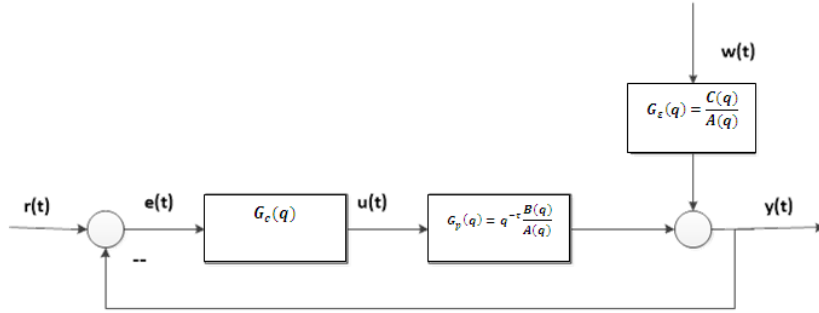 w(t)
G_ε(q) = C(q)/A(q)
r(t)
e(t)
G_c(q)
u(t)
G_p(q) = q^{-τ} B(q)/A(q)
y(t)
--